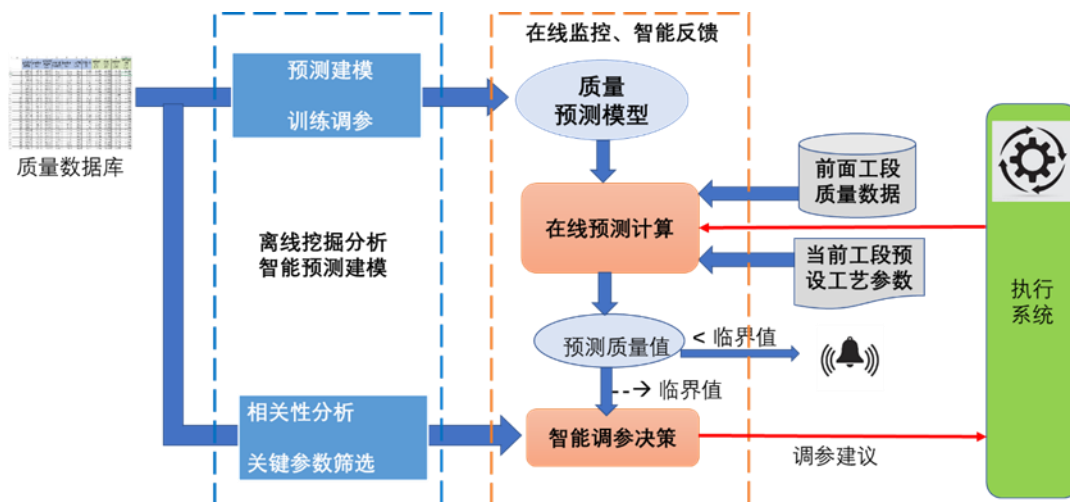 在线监控、智能反馈
预测建模
训练调参
质量数据库
质量
预测模型
前面工段
质量数据
在线预测计算
离线挖掘分析
智能预测建模
当前工段预
设工艺参数
执行
系统
预测质量值
< 临界值
--→ 临界值
相关性分析
关键参数筛选
智能调参决策
调参建议